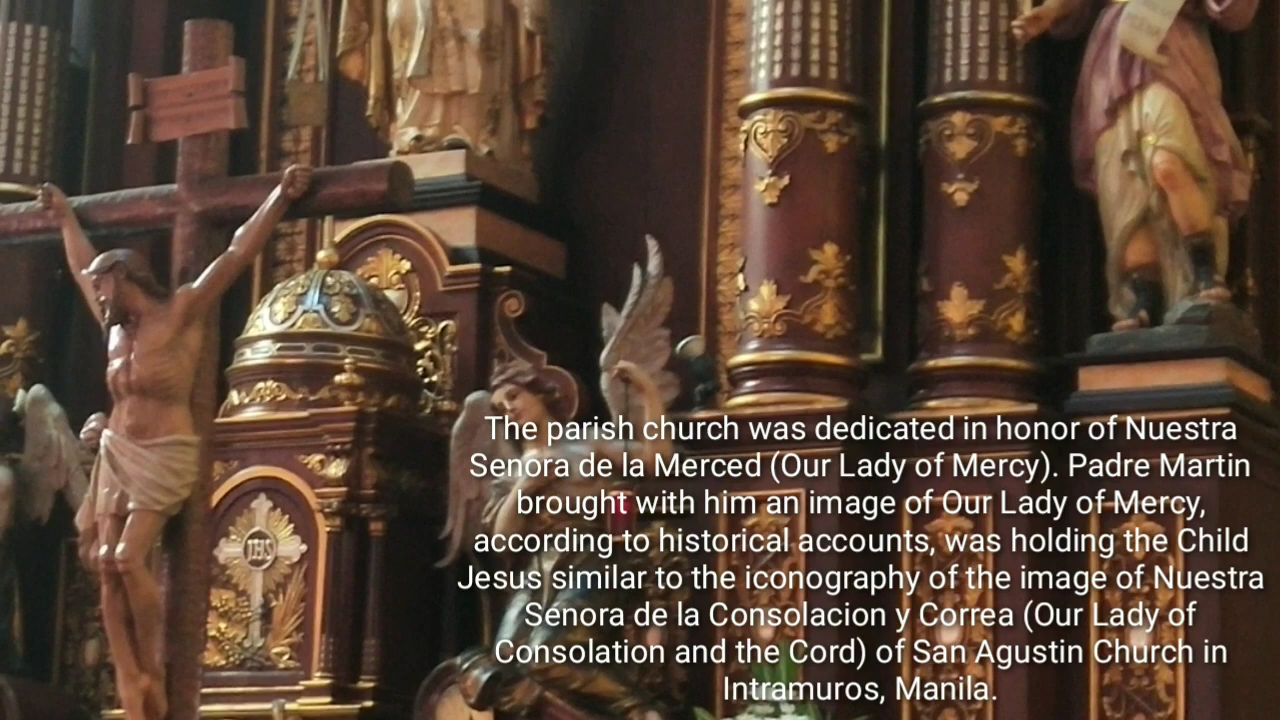 IHS
The parish church was dedicated in honor of Nuestra
Senora de la Merced (Our Lady of Mercy). Padre Martin
brought with him an image of Our Lady of Mercy,
according to historical accounts, was holding the Child
Jesus similar to the iconography of the image of Nuestra
Senora de la Consolacion y Correa (Our Lady of
Consolation and the Cord) of San Agustin Church in
Intramuros, Manila.